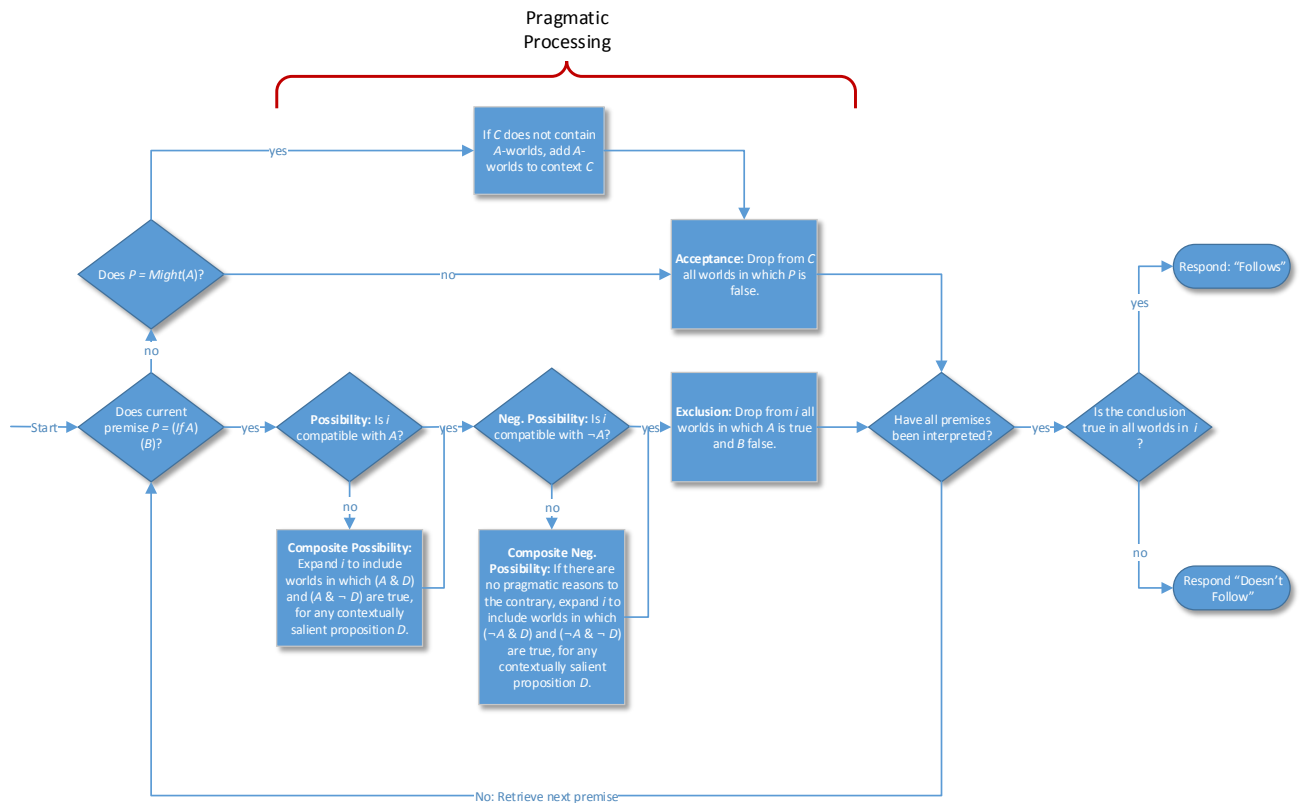 Pragmatic
Processing
If C does not contain
A-worlds, add A-
worlds to context C
yes
Does P = Might(A)?
no
Acceptance: Drop from C
all worlds in which P is
false.
Respond: “Follows”
yes
no
Start
Does current
premise P = (If A)
(B)?
yes
Possibility: Is i
compatible with A?
yes
Neg. Possibility: Is i
compatible with ¬A?
yes
Exclusion: Drop from i all
worlds in which A is true
and B false.
Have all premises
been interpreted?
yes
Is the conclusion
true in all worlds in i
?
no
no
no
Composite Possibility:
Expand i to include
worlds in which (A & D)
and (A & ¬ D) are true,
for any contextually
salient proposition D.
Composite Neg.
Possibility: If there are
no pragmatic reasons to
the contrary, expand i to
include worlds in which
(¬A & D) and (¬A & ¬ D)
are true, for any
contextually salient
proposition D.
Respond “Doesn’t
Follow”
No: Retrieve next premise